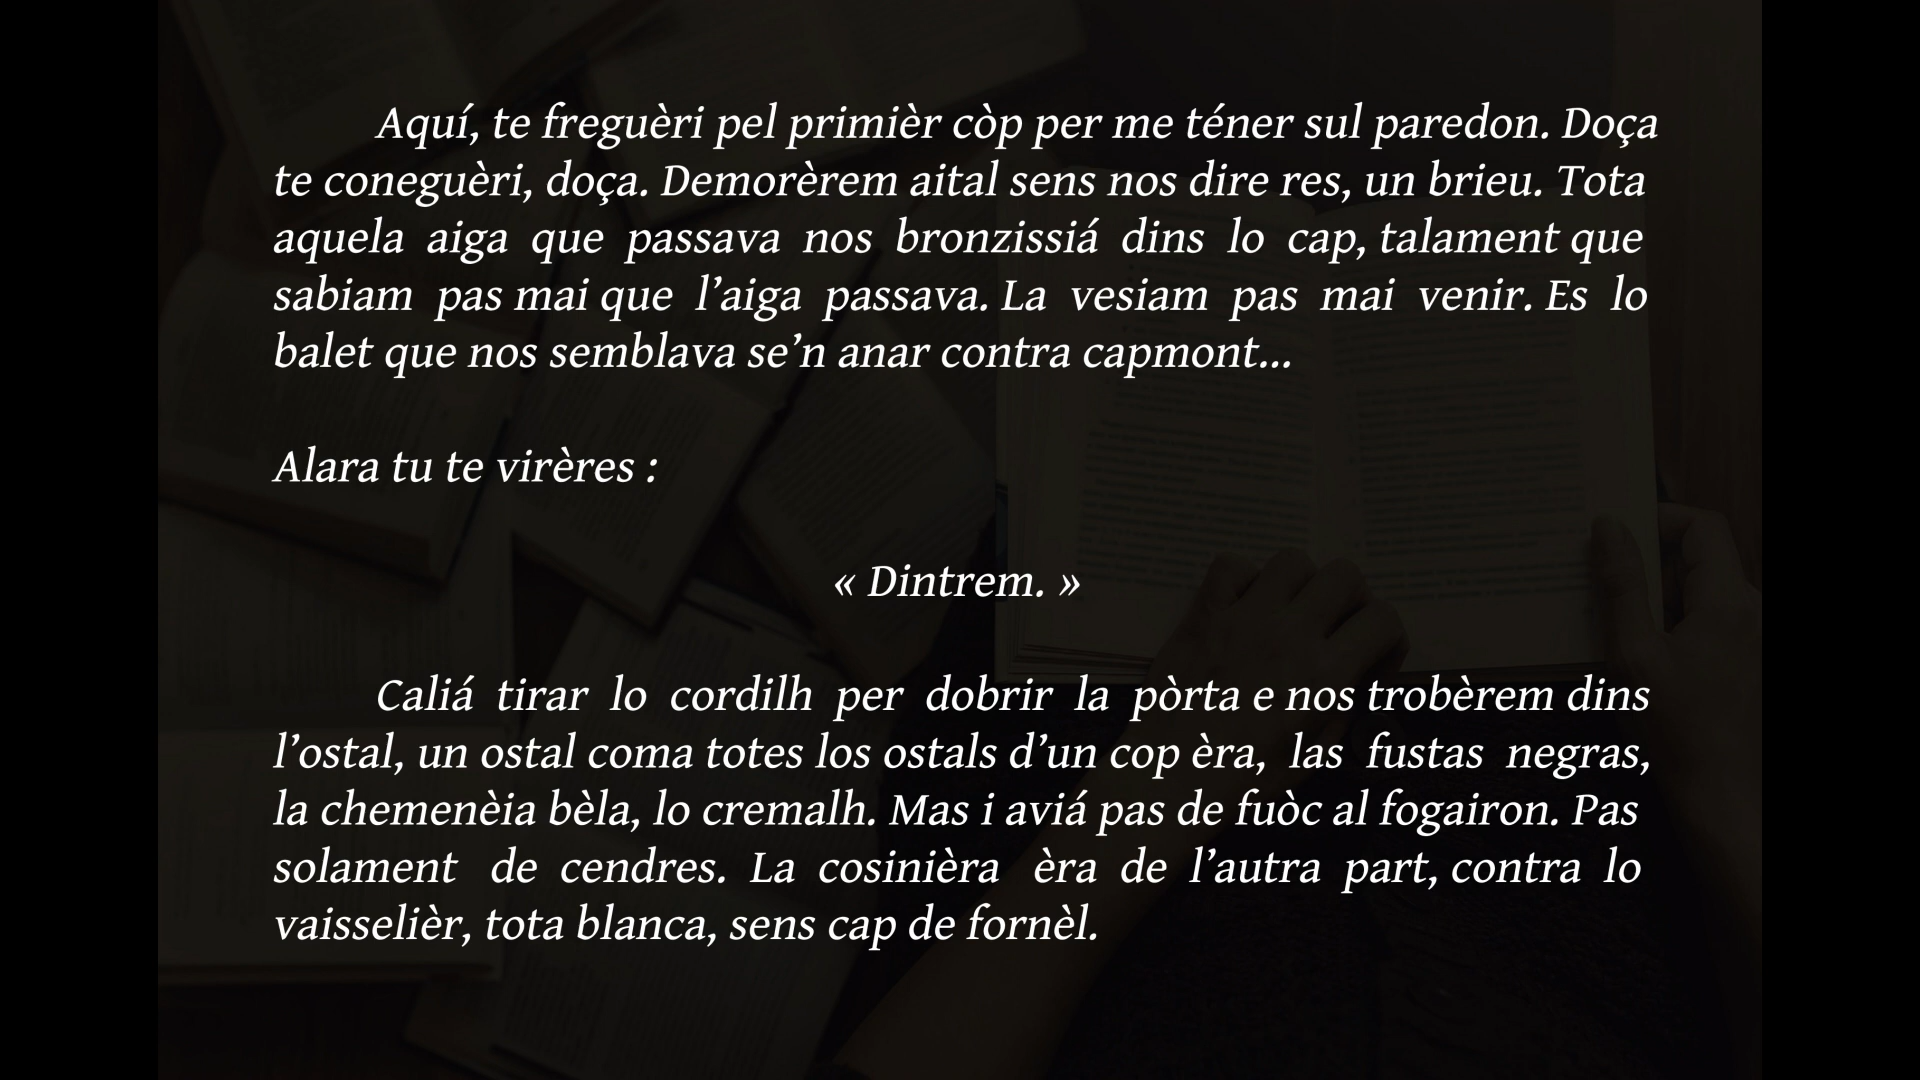 Aquí, te freguèri pel primièr còp per me téner sul paredon. Doça
te coneguèri, doça. Demorèrem aital sens nos dire res, un brieu. Tota
aquela aiga que passava nos bronzissiá dins lo cap, talament que
sabiam pas mai que l’aiga passava. La vesiam pas mai venir. Es lo
balet que nos semblava se’n anar contra capmont...
Alara tu te virères :
« Dintrem. »
Caliá tirar lo cordilh per dobrir la pòrta e nos trobèrem dins
l’ostal, un ostal coma totes los ostals d’un cop èra, las fustas negras,
la chemenèia bèla, lo cremalh. Mas i aviá pas de fuòc al fogairon. Pas
solament de cendres. La cosinièra èra de l’autra part, contra lo
vaisselièr, tota blanca, sens cap de fornèl.